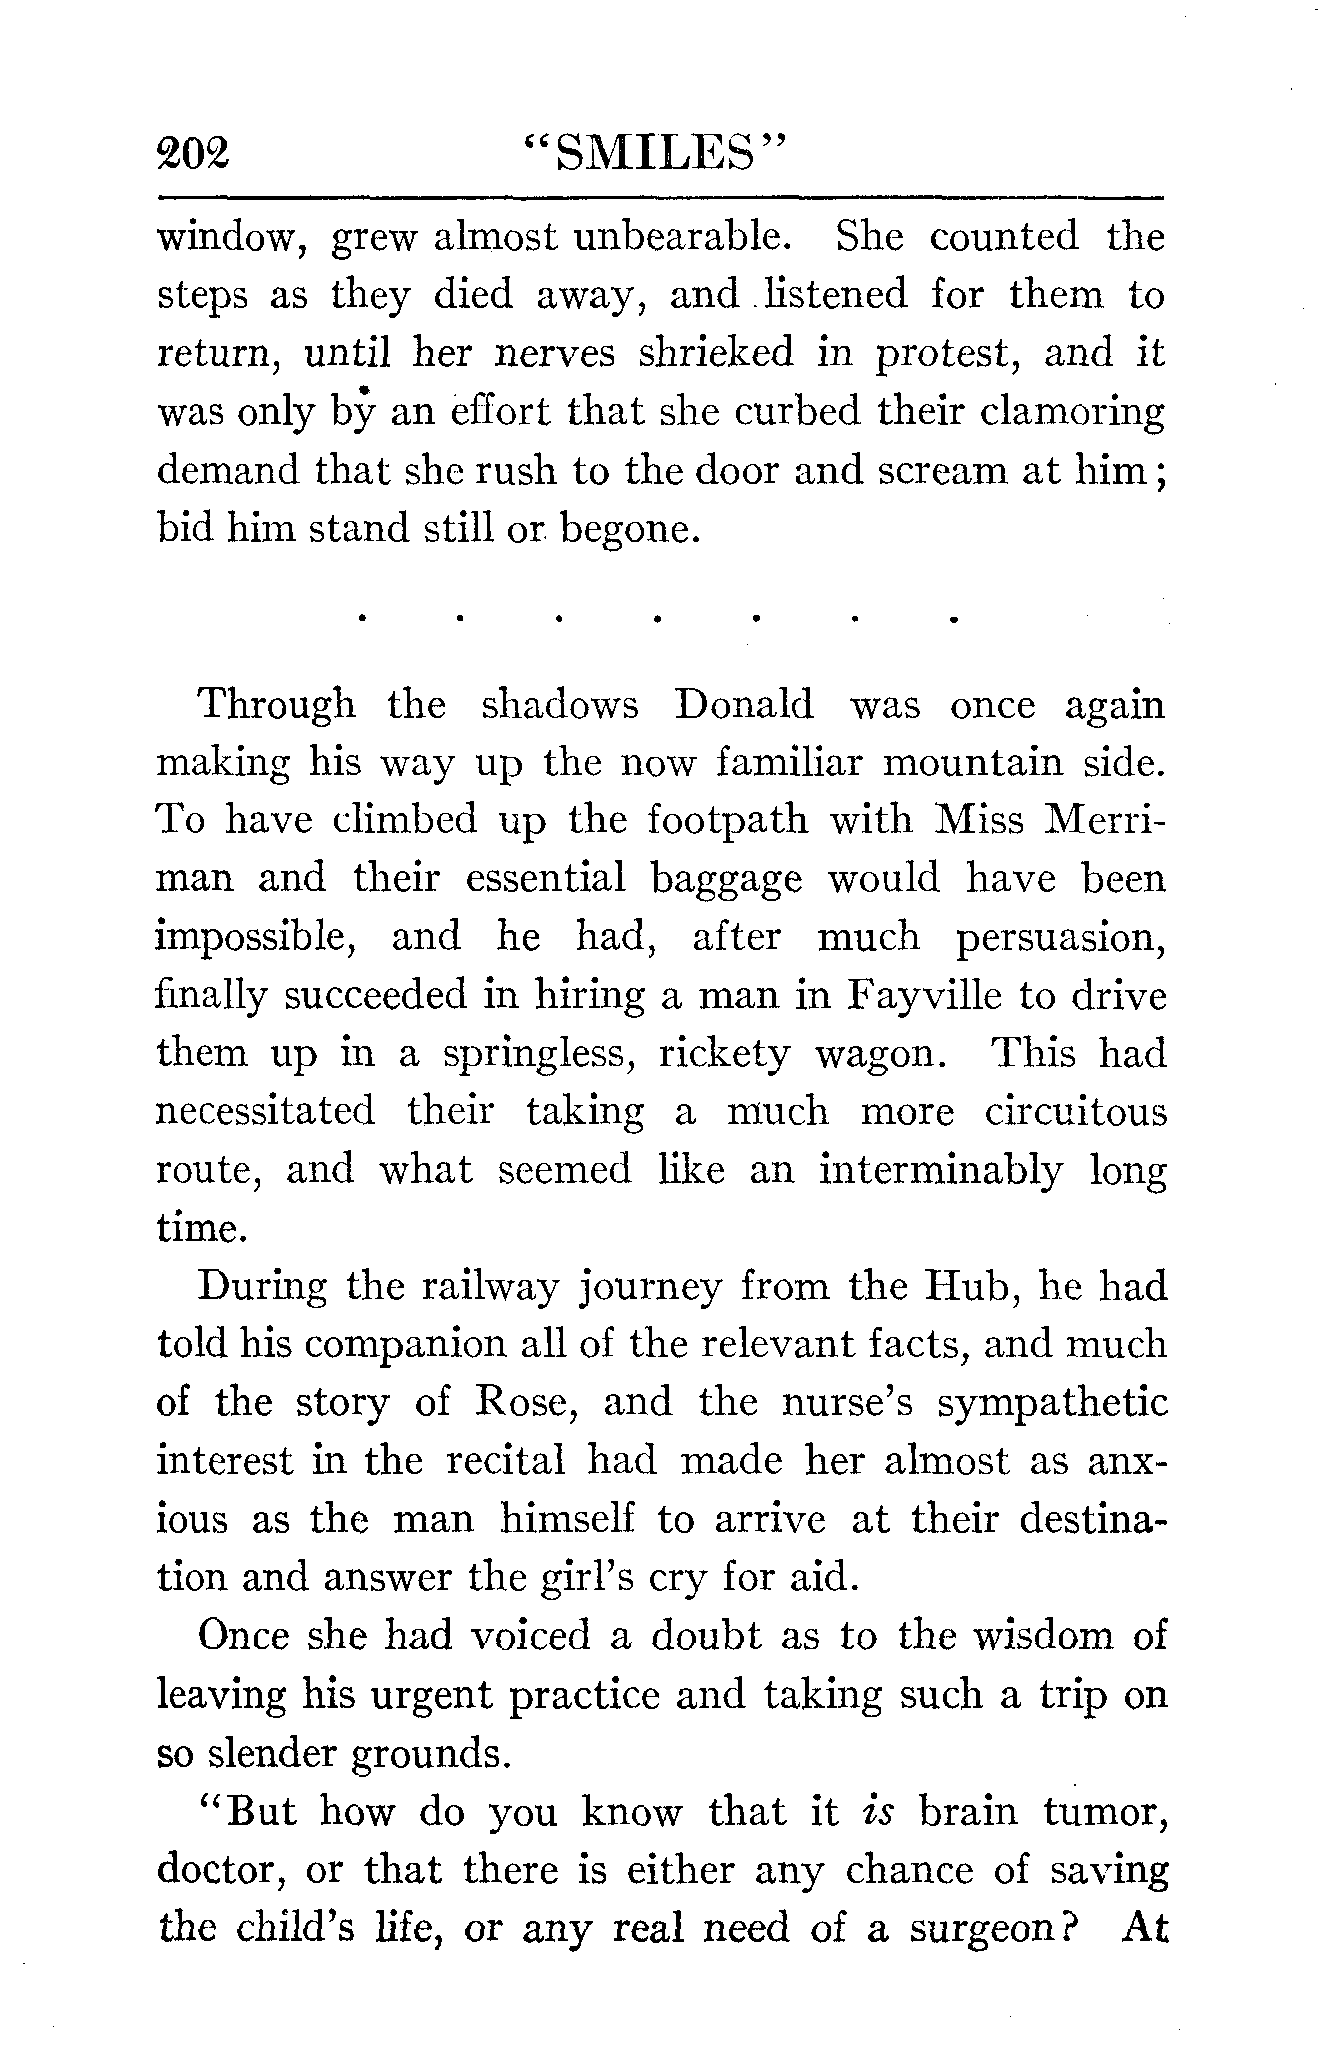 202 "SMILES"
window, grew almost unbearable. She counted the
steps as they died away, and listened for them to
return, until her nerves shrieked in protest, and it
was only by an effort that she curbed their clamoring
demand that she rush to the door and scream at him;
bid him stand still or begone.
. . . . . . .
Through the shadows Donald was once again
making his way up the now familiar mountain side.
To have climbed up the footpath with Miss Merri-
man and their essential baggage would have been
impossible, and he had, after much persuasion,
finally succeeded in hiring a man in Fayville to drive
them up in a springless, rickety wagon. This had
necessitated their taking a much more circuitous
route, and what seemed like an interminably long
time.
During the railway journey from the Hub, he had
told his companion all of the relevant facts, and much
of the story of Rose, and the nurse's sympathetic
interest in the recital had made her almost as anx-
ious as the man himself to arrive at their destina-
tion and answer the girl's cry for aid.
Once she had voiced a doubt as to the wisdom of
leaving his urgent practice and taking such a trip on
so slender grounds.
"But how do you know that it is brain tumor,
doctor, or that there is either any chance of saving
the child's life, or any real need of a surgeon? At